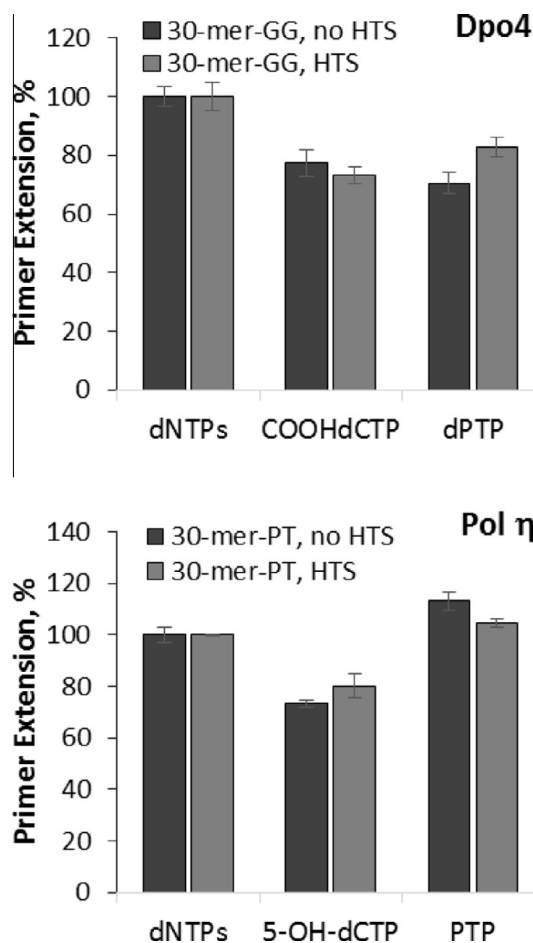 Dpo4
30-mer-GG, no HTS
30-mer-GG, HTS
Primer Extension, %
120
100
80
60
40
20
0
dNTPs COOHdCTP dPTP
Pol η
30-mer-PT, no HTS
30-mer-PT, HTS
Primer Extension, %
140
120
100
80
60
40
20
0
dNTPs 5-OH-dCTP PTP